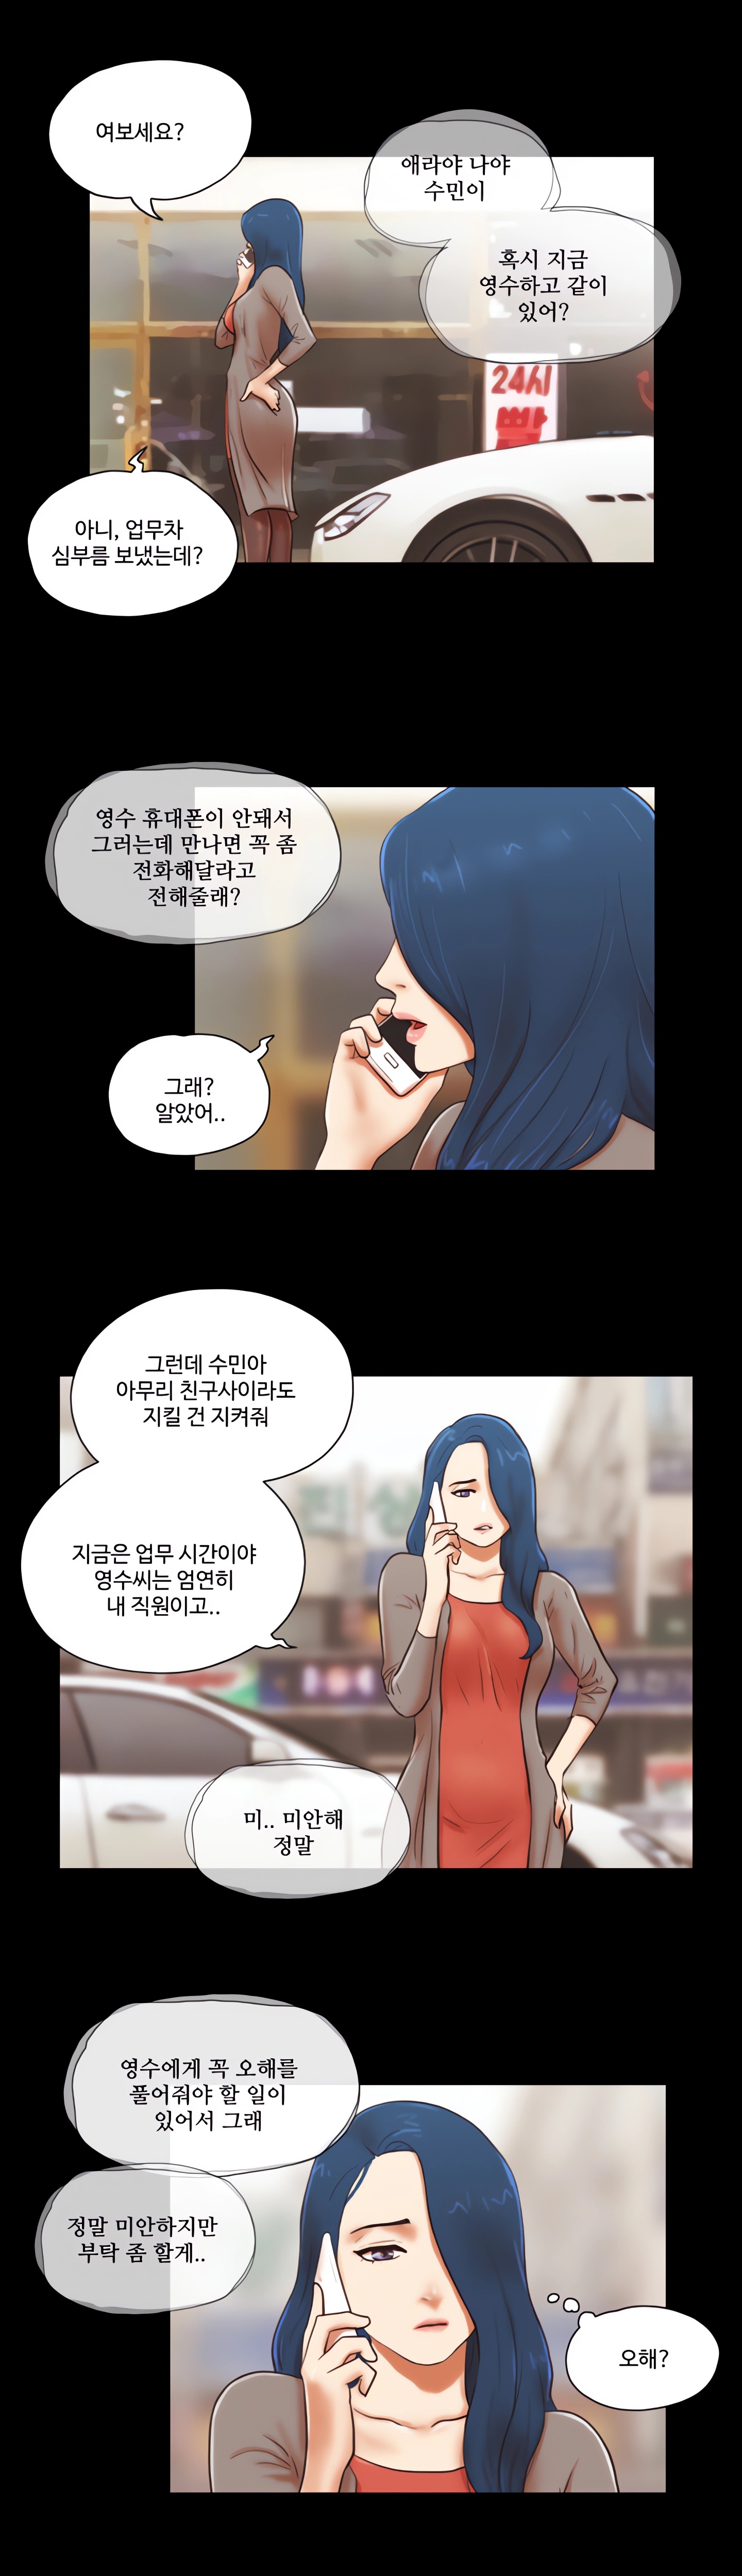 여보세요?
애라야 나야
수민이
혹시 지금
영수하고 같이
있어?
24시
빨
아니, 업무차
심부름 보냈는데?
영수 휴대폰이 안돼서
그러는데 만나면 꼭 좀
전화해달라고
전해줄래?
그래?
알았어..
그런데 수민아
아무리 친구사이라도
지킬 건 지켜줘
지금은 업무 시간이야
영수씨는 엄연히
내 직원이고..
미.. 미안해
정말
영수에게 꼭 오해를
풀어줘야 할 일이
있어서 그래
정말 미안하지만
부탁 좀 할게..
오해?